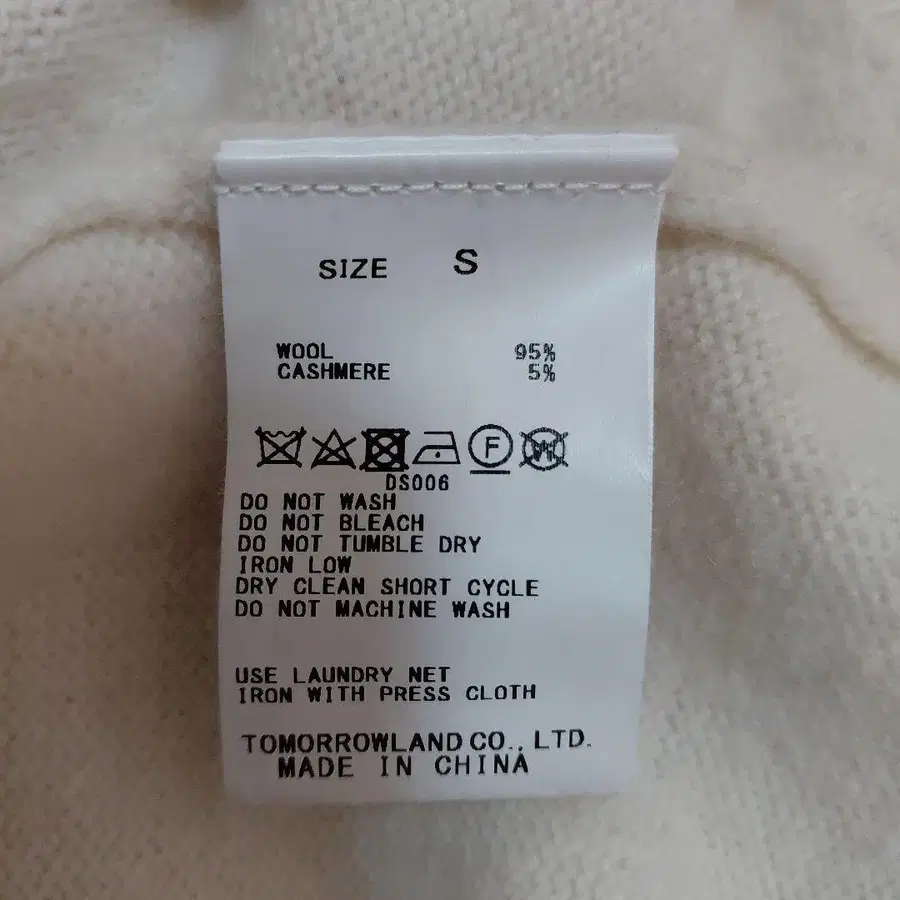 SIZE S
WOOL 95%
CASHMERE 5%
F W
DS006
DO NOT WASH
DO NOT BLEACH
DO NOT TUMBLE DRY
IRON LOW
DRY CLEAN SHORT CYCLE
DO NOT MACHINE WASH
USE LAUNDRY NET
IRON WITH PRESS CLOTH
TOMORROWLAND CO., LTD.
MADE IN CHINA